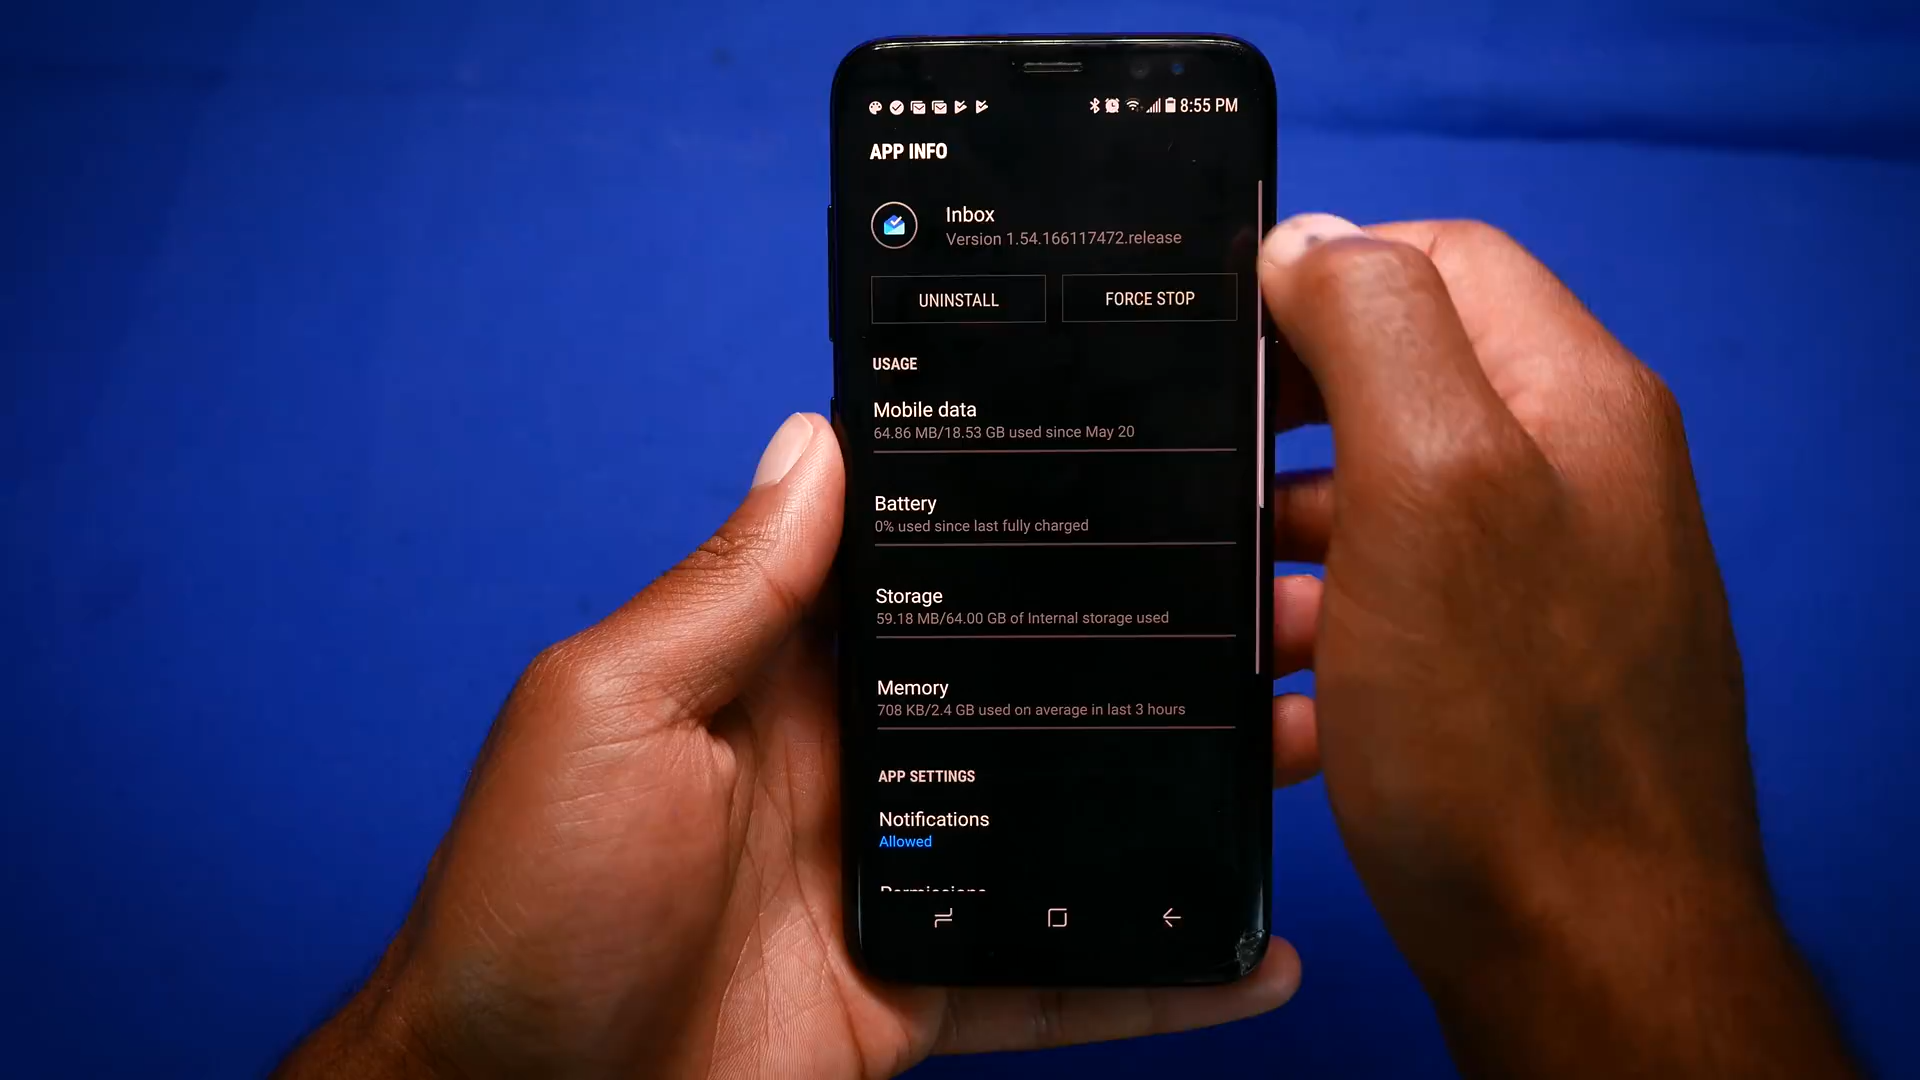 8:55 PM
APP INFO
Inbox
Version 1.54.166117472.release
UNINSTALL
FORCE STOP
USAGE
Mobile data
64.86 MB/18.53 GB used since May 20
Battery
0% used since last fully charged
Storage
59.18 MB/64.00 GB of Internal storage used
Memory
708 KB/2.4 GB used on average in last 3 hours
APP SETTINGS
Notifications
Allowed
Permissions